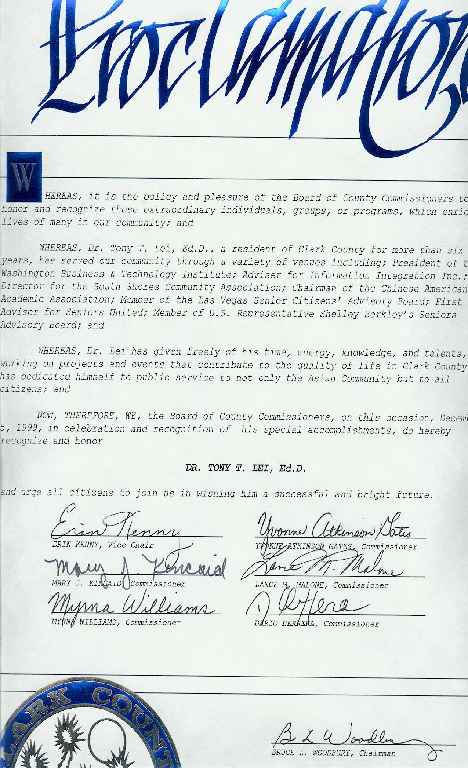 Proclamation
WHEREAS, it is the policy and pleasure of the Board of County Commissioners to
honor and recognize those extraordinary individuals, groups, or programs, which enric
lives of many in our community; and
WHEREAS, Dr. Tony T. Lei, Ed.D., a resident of Clark County for more than six
years, has served our community through a variety of venues including: President of t
Washington Business & Technology Institute; Adviser for Information Integration Inc.;
Director for the South Shores Community Association; Chairman of the Chinese American
Academic Association; Member of the Las Vegas Senior Citizens' Advisory Board; First
Advisor for Seniors United; Member of U.S. Representative Shelley Berkley's Seniors
Advisory Board; and
WHEREAS, Dr. Lei has given freely of his time, energy, knowledge, and talents,
working on projects and events that contribute to the quality of life in Clark County
has dedicated himself to public service to not only the Asian Community but to all
citizens; and
NOW, THEREFORE, WE, the Board of County Commissioners, on this occasion, Decem
, 1999, in celebration and recognition of his special accomplishments, do hereby
recognize and honor
DR. TONY T. LEI, Ed.D.
and urge all citizens to join us in wishing him a successful and bright future.
Erin Kenny Yvonne Atkinson Gates
ERIN KENNY, Vice Chair YVONNE ATKINSON GATES, Commissioner
Mary J Kincaid Lance M. Malone
MARY J. KINCAID, Commissioner LANCE M. MALONE, Commissioner
Myrna Williams D Herrera
MYRNA WILLIAMS, Commissioner DARIO HERRERA, Commissioner
CLARK COUNTY
B L Woodbury
BRUCE L. WOODBURY, Chairman